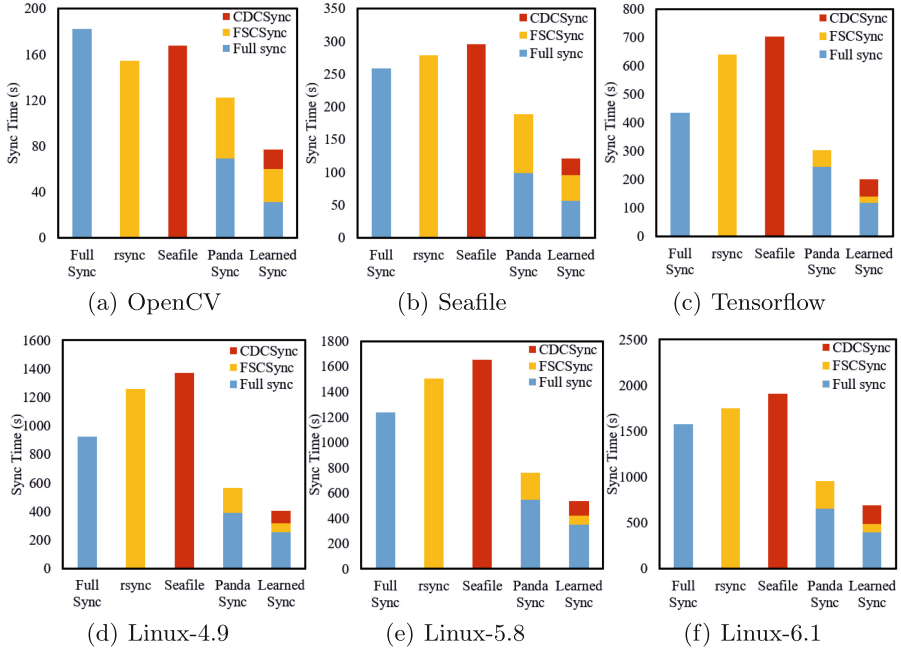 200
160
120
80
40
0
Sync Time (s)
CDCSync
FSCSync
Full sync
Full Sync
rsync
Seafile
Panda Sync
Learned Sync
(a) OpenCV
350
300
250
200
150
100
50
0
Sync Time (s)
CDCSync
FSCSync
Full sync
Full Sync
rsync
Seafile
Panda Sync
Learned Sync
(b) Seafile
800
700
600
500
400
300
200
100
0
Sync Time (s)
CDCSync
FSCSync
Full sync
Full Sync
rsync
Seafile
Panda Sync
Learned Sync
(c) Tensorflow
1600
1400
1200
1000
800
600
400
200
0
Sync Time (s)
CDCSync
FSCSync
Full sync
Full Sync
rsync
Seafile
Panda Sync
Learned Sync
(d) Linux-4.9
1800
1600
1400
1200
1000
800
600
400
200
0
Sync Time (s)
CDCSync
FSCSync
Full sync
Full Sync
rsync
Seafile
Panda Sync
Learned Sync
(e) Linux-5.8
2500
2000
1500
1000
500
0
Sync Time (s)
CDCSync
FSCSync
Full sync
Full Sync
rsync
Seafile
Panda Sync
Learned Sync
(f) Linux-6.1